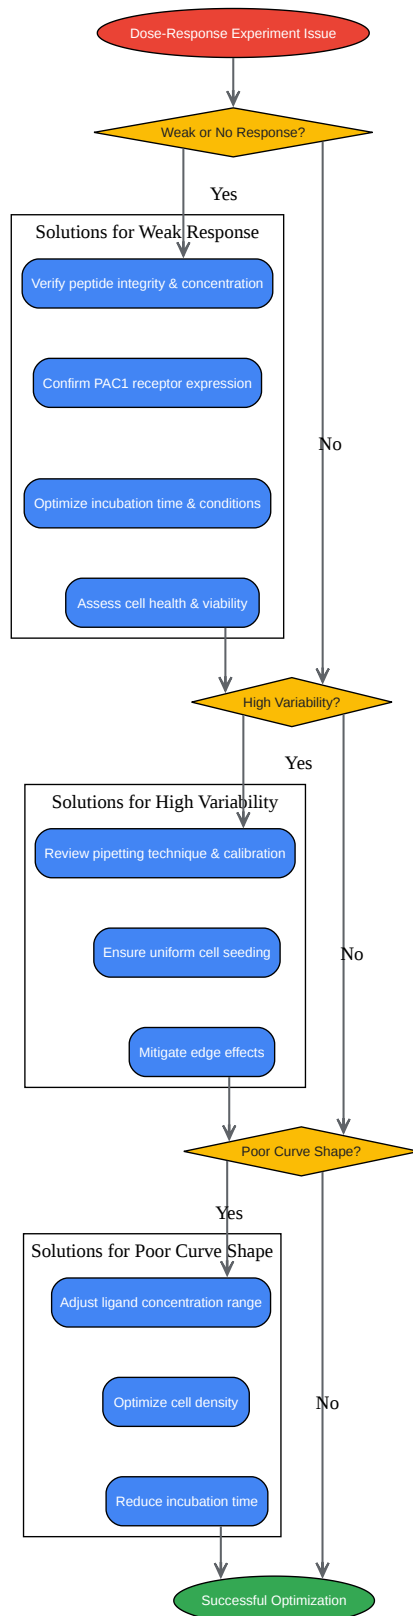 Dose-Response Experiment Issue
Weak or No Response?
Yes
Solutions for Weak Response
Verify peptide integrity & concentration
Confirm PAC1 receptor expression
No
Optimize incubation time & conditions
Assess cell health & viability
High Variability?
Yes
Solutions for High Variability
Review pipetting technique & calibration
Ensure uniform cell seeding
No
Mitigate edge effects
Poor Curve Shape?
Yes
Solutions for Poor Curve Shape
Adjust ligand concentration range
Optimize cell density
No
Reduce incubation time
Successful Optimization